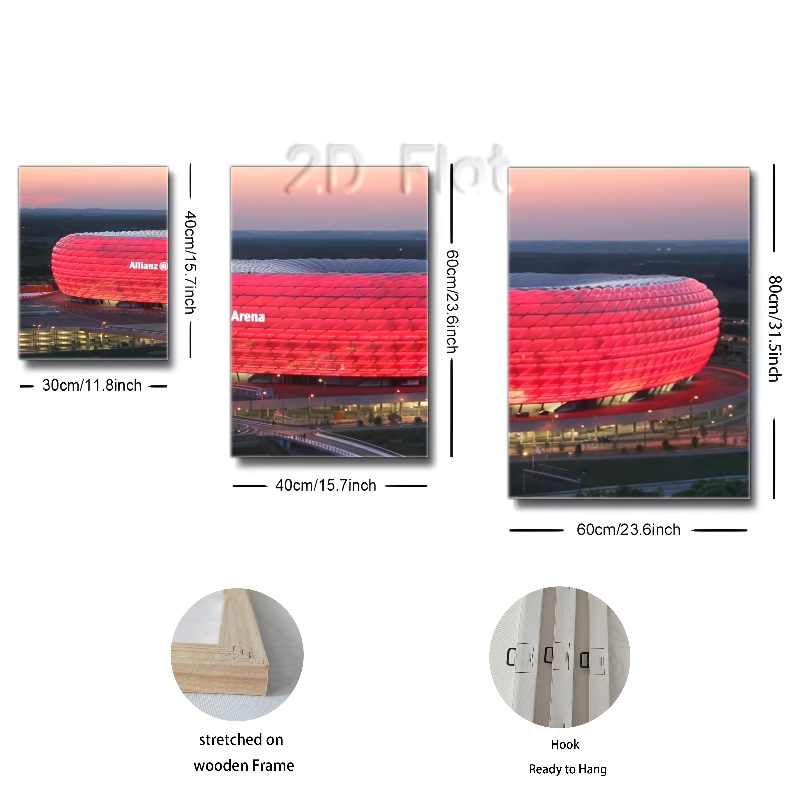 2D Flat
Allianz
Arena
40cm/15.7inch
60cm/23.6inch
80cm/31.5inch
30cm/11.8inch
40cm/15.7inch
60cm/23.6inch
stretched on
wooden Frame
Hook
Ready to Hang